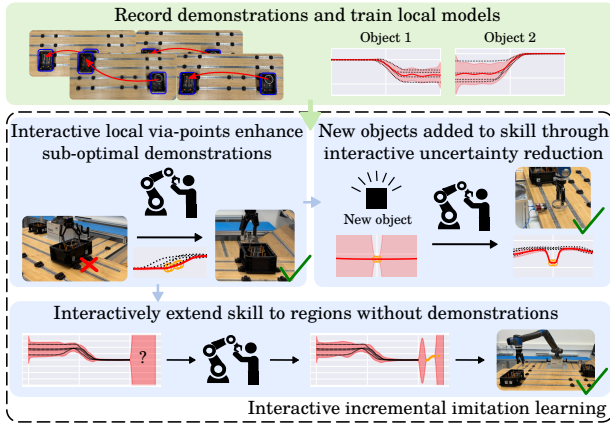 Record demonstrations and train local models
Object 1
Object 2
Interactive local via-points enhance
sub-optimal demonstrations
New objects added to skill through
interactive uncertainty reduction
New object
Interactively extend skill to regions without demonstrations
?
Interactive incremental imitation learning